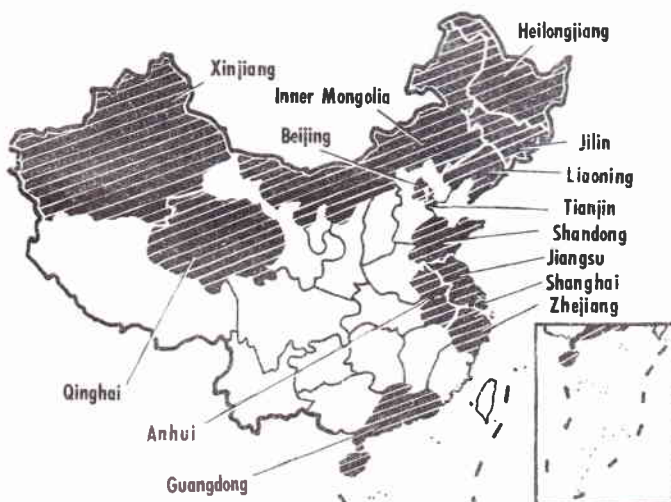 Heilongjiang
Xinjiang
Inner Mongolia
Beijing
Jilin
Liaoning
Tianjin
Shandong
Jiangsu
Shanghai
Zhejiang
Qinghai
Anhui
Guangdong